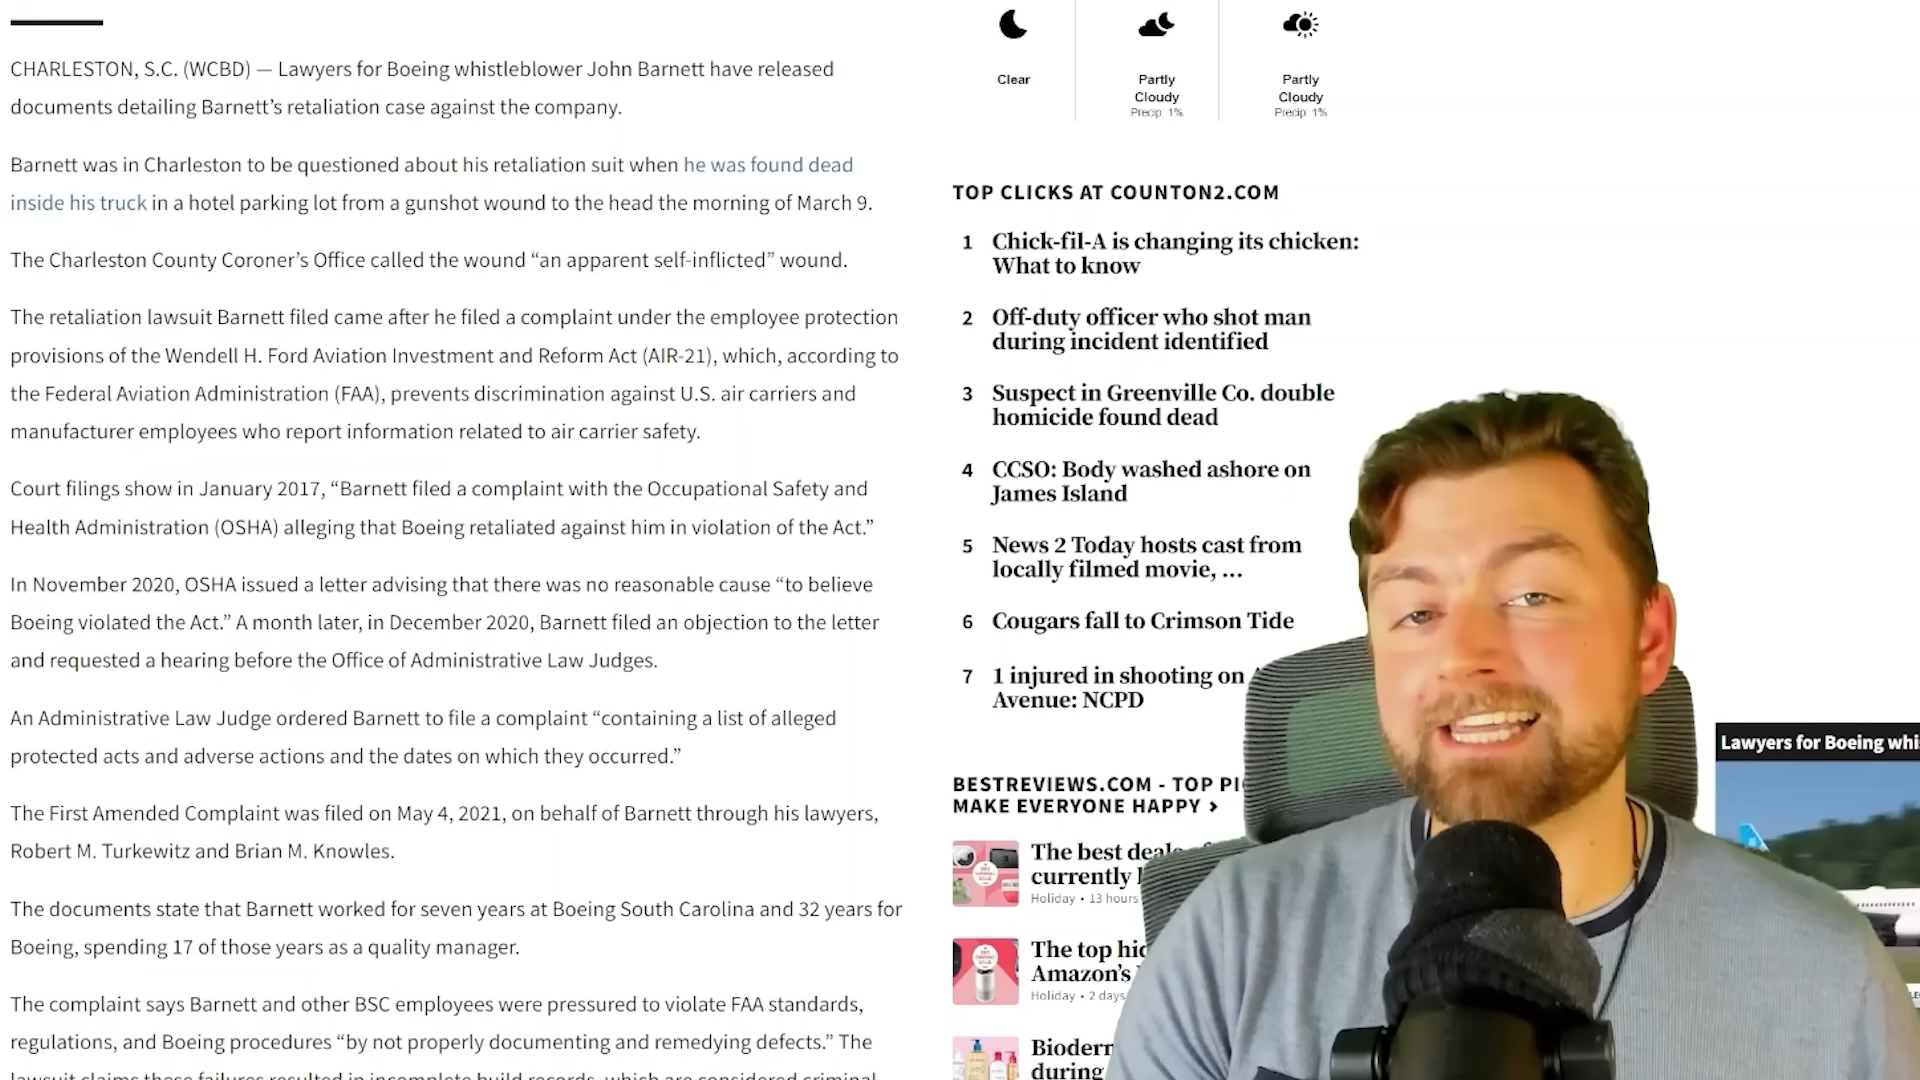 CHARLESTON, S.C. (WCBD) — Lawyers for Boeing whistleblower John Barnett have released
documents detailing Barnett’s retaliation case against the company.
Barnett was in Charleston to be questioned about his retaliation suit when he was found dead
inside his truck in a hotel parking lot from a gunshot wound to the head the morning of March 9.
The Charleston County Coroner’s Office called the wound “an apparent self-inflicted” wound.
The retaliation lawsuit Barnett filed came after he filed a complaint under the employee protection
provisions of the Wendell H. Ford Aviation Investment and Reform Act (AIR-21), which, according to
the Federal Aviation Administration (FAA), prevents discrimination against U.S. air carriers and
manufacturer employees who report information related to air carrier safety.
Court filings show in January 2017, “Barnett filed a complaint with the Occupational Safety and
Health Administration (OSHA) alleging that Boeing retaliated against him in violation of the Act.”
In November 2020, OSHA issued a letter advising that there was no reasonable cause “to believe
Boeing violated the Act.” A month later, in December 2020, Barnett filed an objection to the letter
and requested a hearing before the Office of Administrative Law Judges.
An Administrative Law Judge ordered Barnett to file a complaint “containing a list of alleged
protected acts and adverse actions and the dates on which they occurred.”
The First Amended Complaint was filed on May 4, 2021, on behalf of Barnett through his lawyers,
Robert M. Turkewitz and Brian M. Knowles.
The documents state that Barnett worked for seven years at Boeing South Carolina and 32 years for
Boeing, spending 17 of those years as a quality manager.
The complaint says Barnett and other BSC employees were pressured to violate FAA standards,
regulations, and Boeing procedures “by not properly documenting and remedying defects.” The
lawsuit claims these failures resulted in incomplete build records, which are considered criminal
Clear
Partly
Cloudy
Precip: 1%
Partly
Cloudy
Precip: 1%
TOP CLICKS AT COUNTON2.COM
1 Chick-fil-A is changing its chicken:
What to know
2 Off-duty officer who shot man
during incident identified
3 Suspect in Greenville Co. double
homicide found dead
4 CCSO: Body washed ashore on
James Island
5 News 2 Today hosts cast from
locally filmed movie, ...
6 Cougars fall to Crimson Tide
7 1 injured in shooting on
Avenue: NCPD
BESTREVIEWS.COM - TOP PI
MAKE EVERYONE HAPPY >
The best deals of
currently
Holiday • 13 hours
The top
Amazon’s
Holiday • 2 days
Bioderm
during
Lawyers for Boeing whi